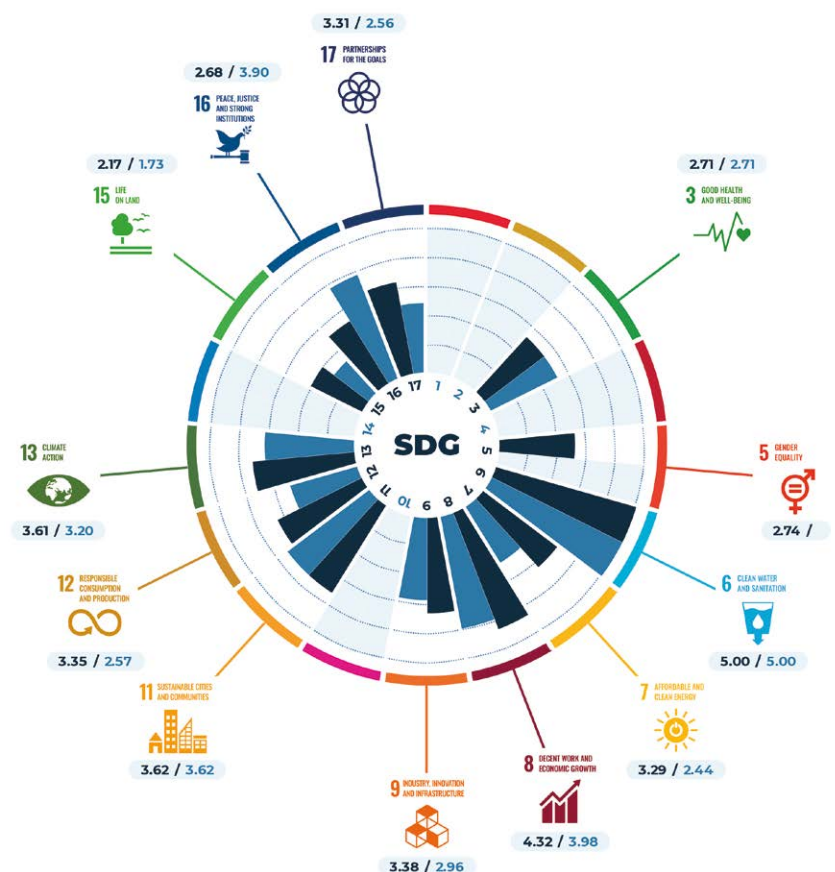 3.31 / 2.56
17 PARTNERSHIPS
FOR THE GOALS
2.68 / 3.90
16 PEACE, JUSTICE
AND STRONG
INSTITUTIONS
2.17 / 1.73
15 LIFE
ON LAND
2.71 / 2.71
3 GOOD HEALTH
AND WELL-BEING
SDG
1
2
3
4
5
6
7
8
9
10
11
12
13
14
15
16
17
13 CLIMATE
ACTION
3.61 / 3.20
5 GENDER
EQUALITY
2.74 /
12 RESPONSIBLE
CONSUMPTION
AND PRODUCTION
3.35 / 2.57
6 CLEAN WATER
AND SANITATION
5.00 / 5.00
11 SUSTAINABLE CITIES
AND COMMUNITIES
3.62 / 3.62
7 AFFORDABLE AND
CLEAN ENERGY
3.29 / 2.44
9 INDUSTRY, INNOVATION
AND INFRASTRUCTURE
3.38 / 2.96
8 DECENT WORK AND
ECONOMIC GROWTH
4.32 / 3.98